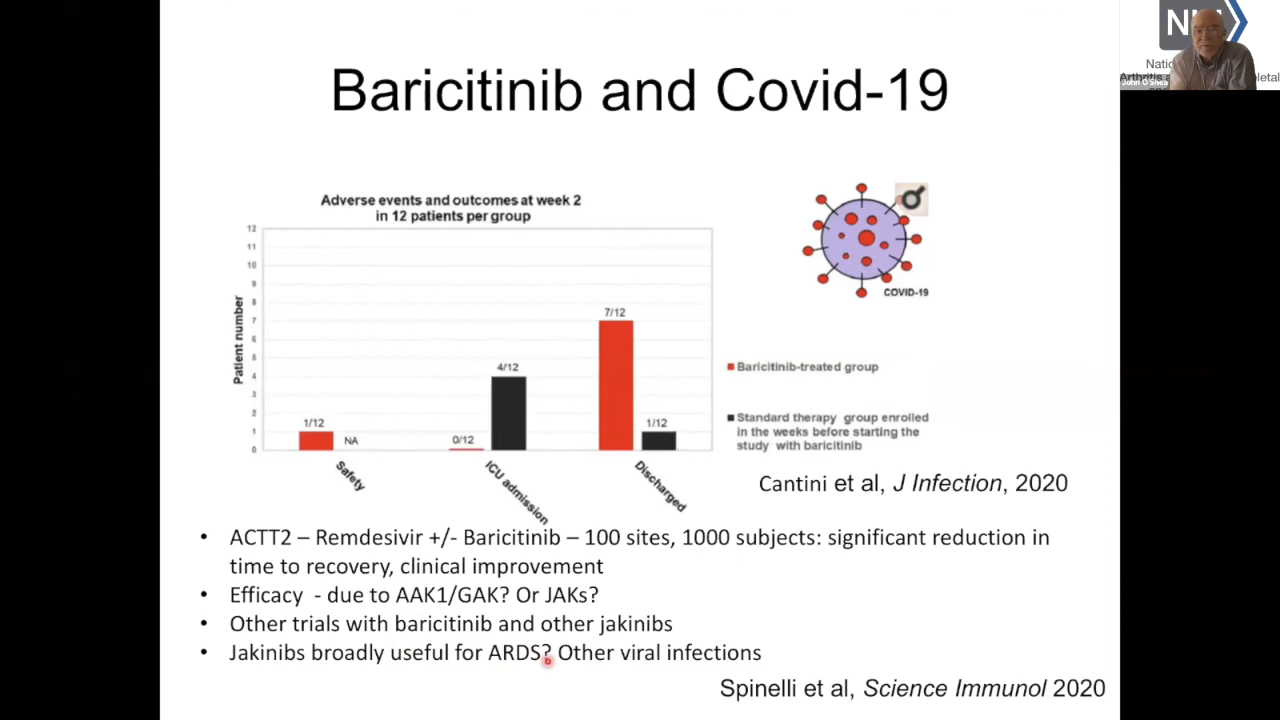 Baricitinib and Covid-19
Adverse events and outcomes at week 2
in 12 patients per group
Patient number
12
11
10
9
8
7
6
5
4
3
2
1
0
1/12
NA
0/12
4/12
7/12
1/12
Safety
ICU admission
Discharged
COVID-19
Baricitinib-treated group
Standard therapy group enrolled
in the weeks before starting the
study with baricitinib
Cantini et al, J Infection, 2020
• ACTT2 – Remdesivir +/- Baricitinib – 100 sites, 1000 subjects: significant reduction in
time to recovery, clinical improvement
• Efficacy - due to AAK1/GAK? Or JAKs?
• Other trials with baricitinib and other jakinibs
• Jakinibs broadly useful for ARDS? Other viral infections
Spinelli et al, Science Immunol 2020
Natio
Arthritis
John O'Shea